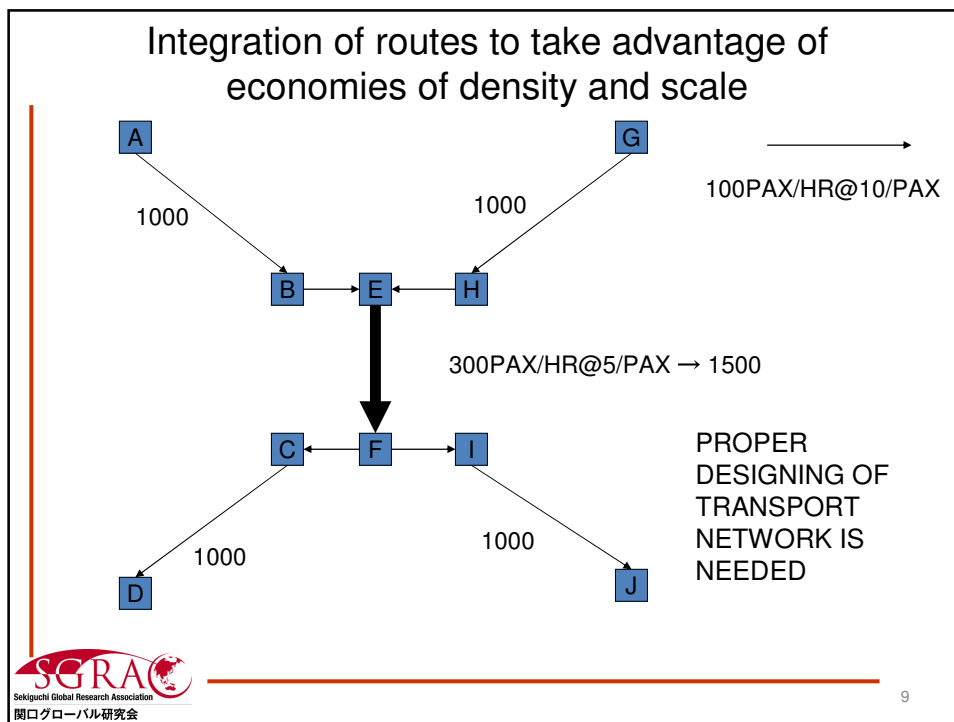 Integration of routes to take advantage of
economies of density and scale
A
G
1000
1000
100PAX/HR@10/PAX
B
E
H
300PAX/HR@5/PAX → 1500
C
F
I
PROPER
DESIGNING OF
TRANSPORT
NETWORK IS
NEEDED
1000
1000
D
J
SGRA
Sekiguchi Global Research Association
関口グローバル研究会
9